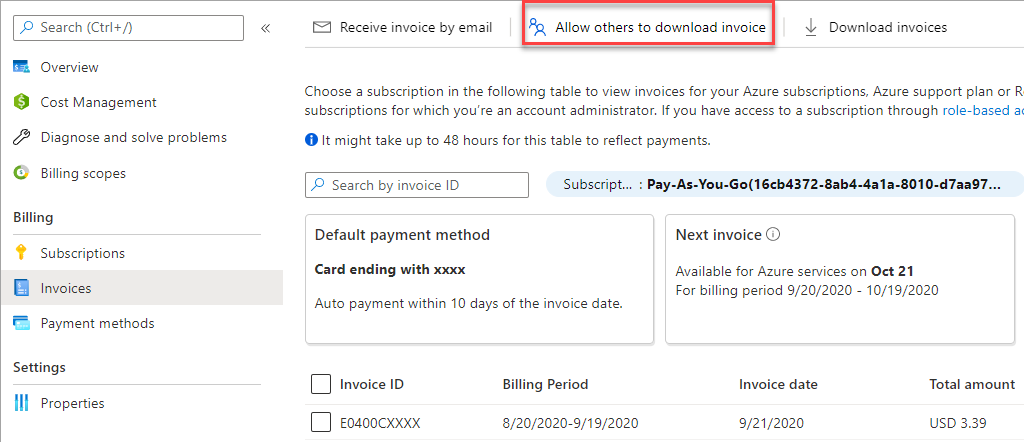 Search (Ctrl+/)
«
Receive invoice by email
Allow others to download invoice
Download invoices
Overview
Cost Management
Diagnose and solve problems
Billing scopes
Billing
Subscriptions
Invoices
Payment methods
Settings
Properties
Choose a subscription in the following table to view invoices for your Azure subscriptions, Azure support plan or
subscriptions for which you're an account administrator. If you have access to a subscription through role-based
It might take up to 48 hours for this table to reflect payments.
Search by invoice ID
Subscript... : Pay-As-You-Go(16cb4372-8ab4-4a1a-8010-d7aa97...
Default payment method
Card ending with xxxx
Auto payment within 10 days of the invoice date.
Next invoice
Available for Azure services on Oct 21
For billing period 9/20/2020 - 10/19/2020
Invoice ID Billing Period Invoice date Total amount
E0400CXXXX 8/20/2020-9/19/2020 9/21/2020 USD 3.39